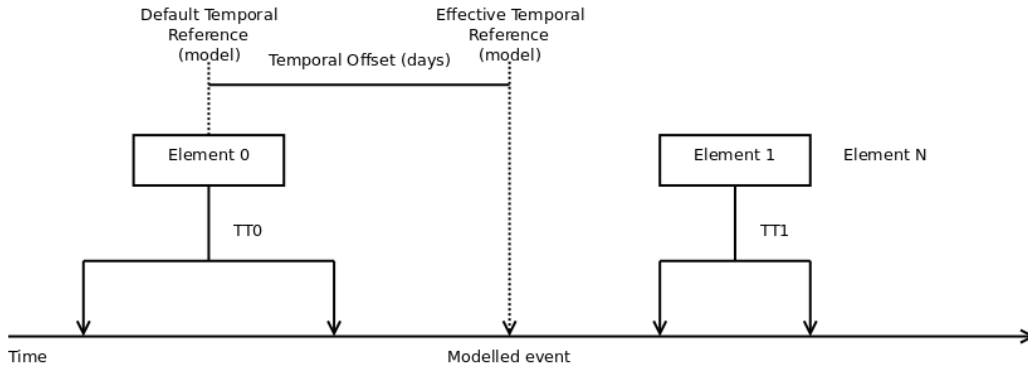 Default Temporal
Reference
(model)
Effective Temporal
Reference
(model)
Temporal Offset (days)
Element 0
Element 1
Element N
TT0
TT1
Time
Modelled event